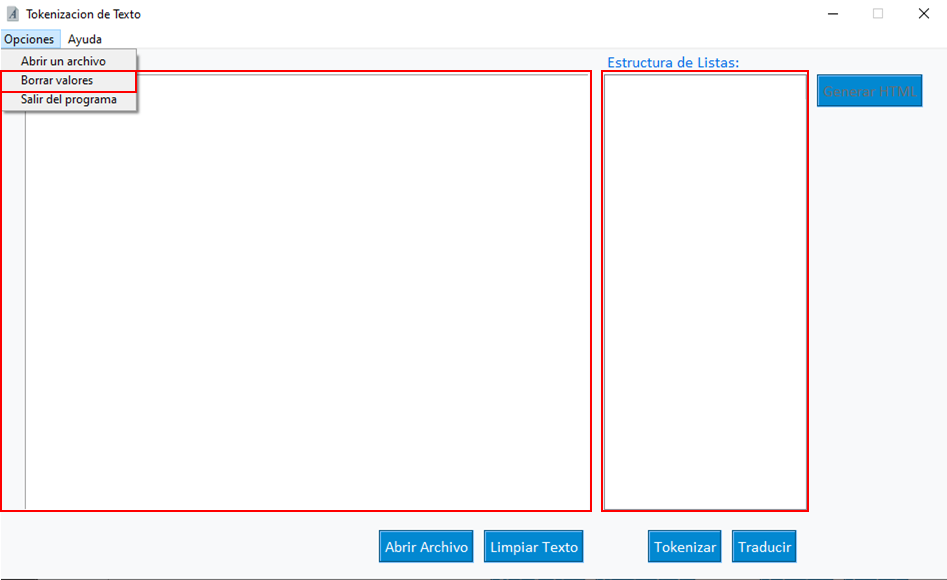 Tokenizacion de Texto
Opciones Ayuda
Abrir un archivo
Borrar valores
Salir del programa
Estructura de Listas:
Generar HTML
Abrir Archivo Limpiar Texto Tokenizar Traducir